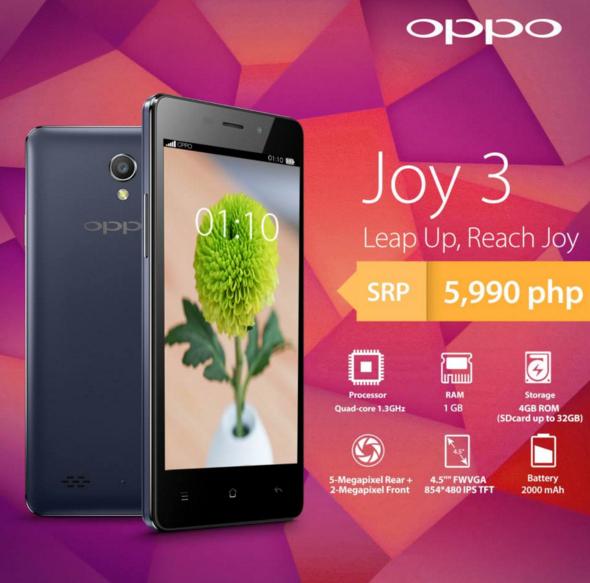 oppo
OPPO
01:10
01:10
oppo
Joy 3
Leap Up, Reach Joy
SRP
5,990 php
Processor
Quad-core 1.3GHz
RAM
1 GB
Storage
4GB ROM
(SDcard up to 32GB)
5-Megapixel Rear +
2-Megapixel Front
4.5"
4.5"" FWVGA
854*480 IPS TFT
Battery
2000 mAh